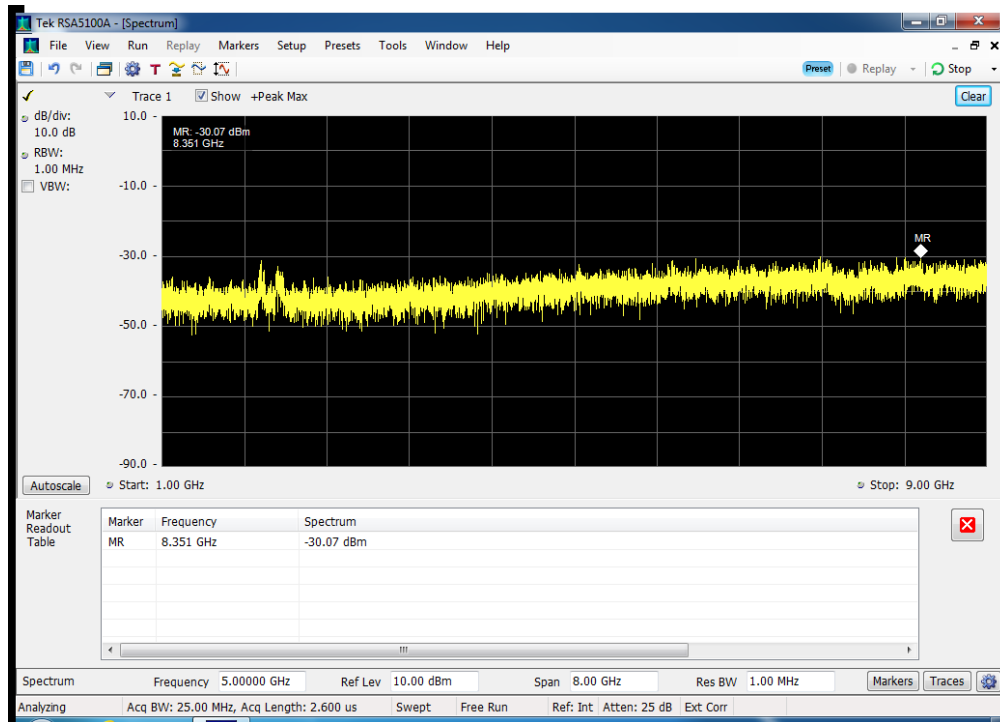 Tek RSA5100A - [Spectrum]
File View Run Replay Markers Setup Presets Tools Window Help
T Preset Replay Stop
Trace 1 Show +Peak Max Clear
dB/div:
10.0 dB
RBW:
1.00 MHz
VBW:
10.0
-10.0
-30.0
-50.0
-70.0
-90.0
MR: -30.07 dBm
8.351 GHz
MR
Autoscale Start: 1.00 GHz Stop: 9.00 GHz
Marker
Readout
Table
Marker Frequency Spectrum
MR 8.351 GHz -30.07 dBm
Spectrum Frequency 5.00000 GHz Ref Lev 10.00 dBm Span 8.00 GHz Res BW 1.00 MHz Markers Traces
Analyzing Acq BW: 25.00 MHz, Acq Length: 2.600 us Swept Free Run Ref: Int Atten: 25 dB Ext Corr